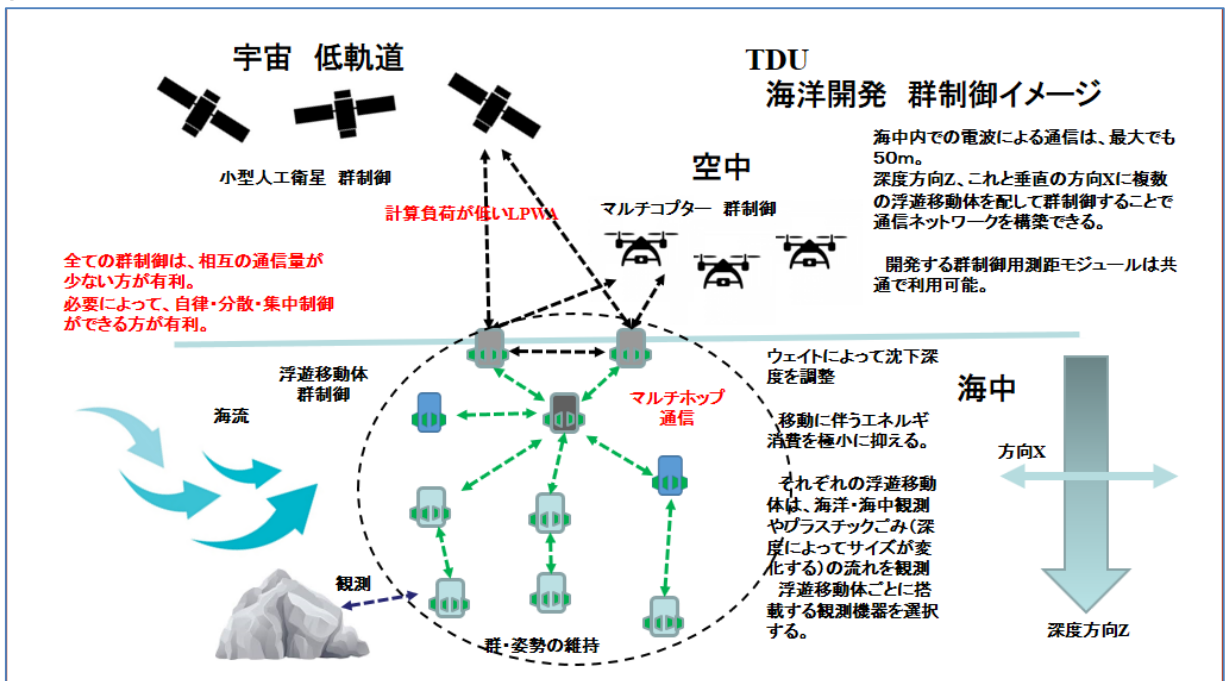 宇宙　低軌道
TDU
海洋開発　群制御イメージ
小型人工衛星　群制御
計算負荷が低いLPWA
空中
マルチコプター　群制御
海中内での電波による通信は、最大でも
50m。
深度方向Z、これと垂直の方向Xに複数
の浮遊移動体を配して群制御することで
通信ネットワークを構築できる。
開発する群制御用測距モジュールは共
通で利用可能。
全ての群制御は、相互の通信量が
少ない方が有利。
必要によって、自律・分散・集中制御
ができる方が有利。
浮遊移動体
群制御
海流
マルチホップ
通信
ウェイトによって沈下深
度を調整
移動に伴うエネルギ
消費を極小に抑える。
それぞれの浮遊移動
体は、海洋・海中観測
やプラスチックごみ（深
度によってサイズが変
化する）の流れを観測
浮遊移動体ごとに搭
載する観測機器を選択
する。
海中
方向X
深度方向Z
観測
群・姿勢の維持